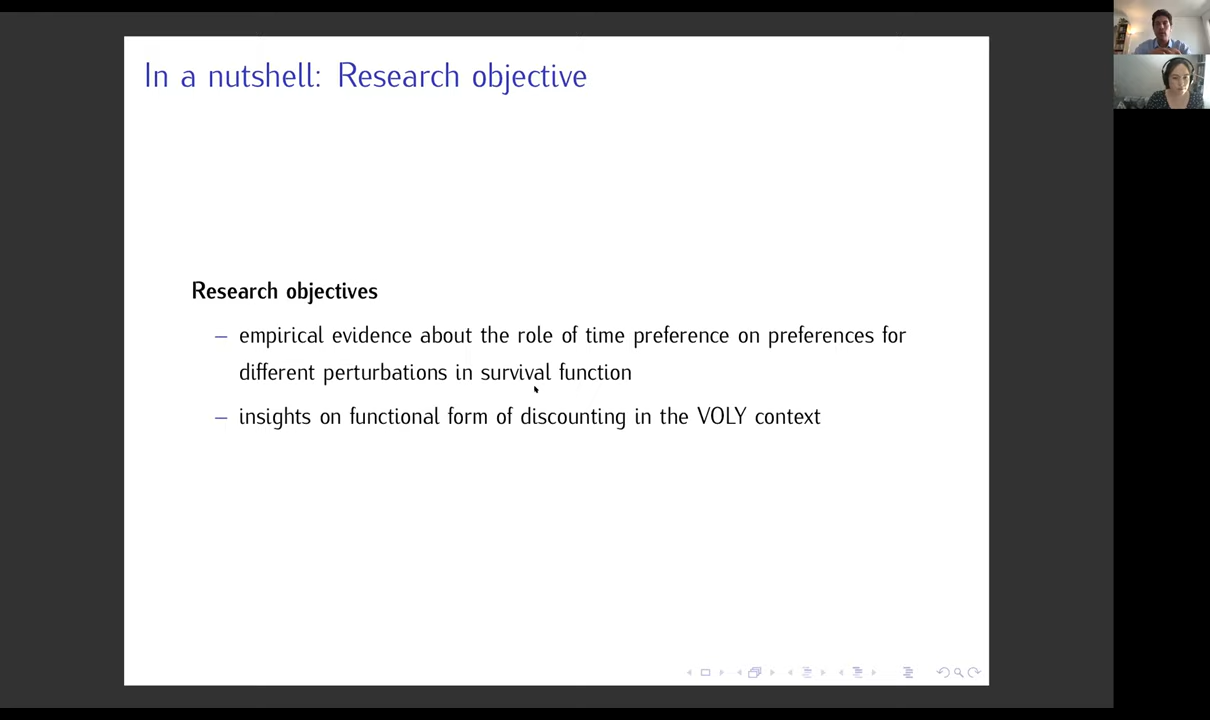 In a nutshell: Research objective
Research objectives
– empirical evidence about the role of time preference on preferences for
different perturbations in survival function
– insights on functional form of discounting in the VOLY context